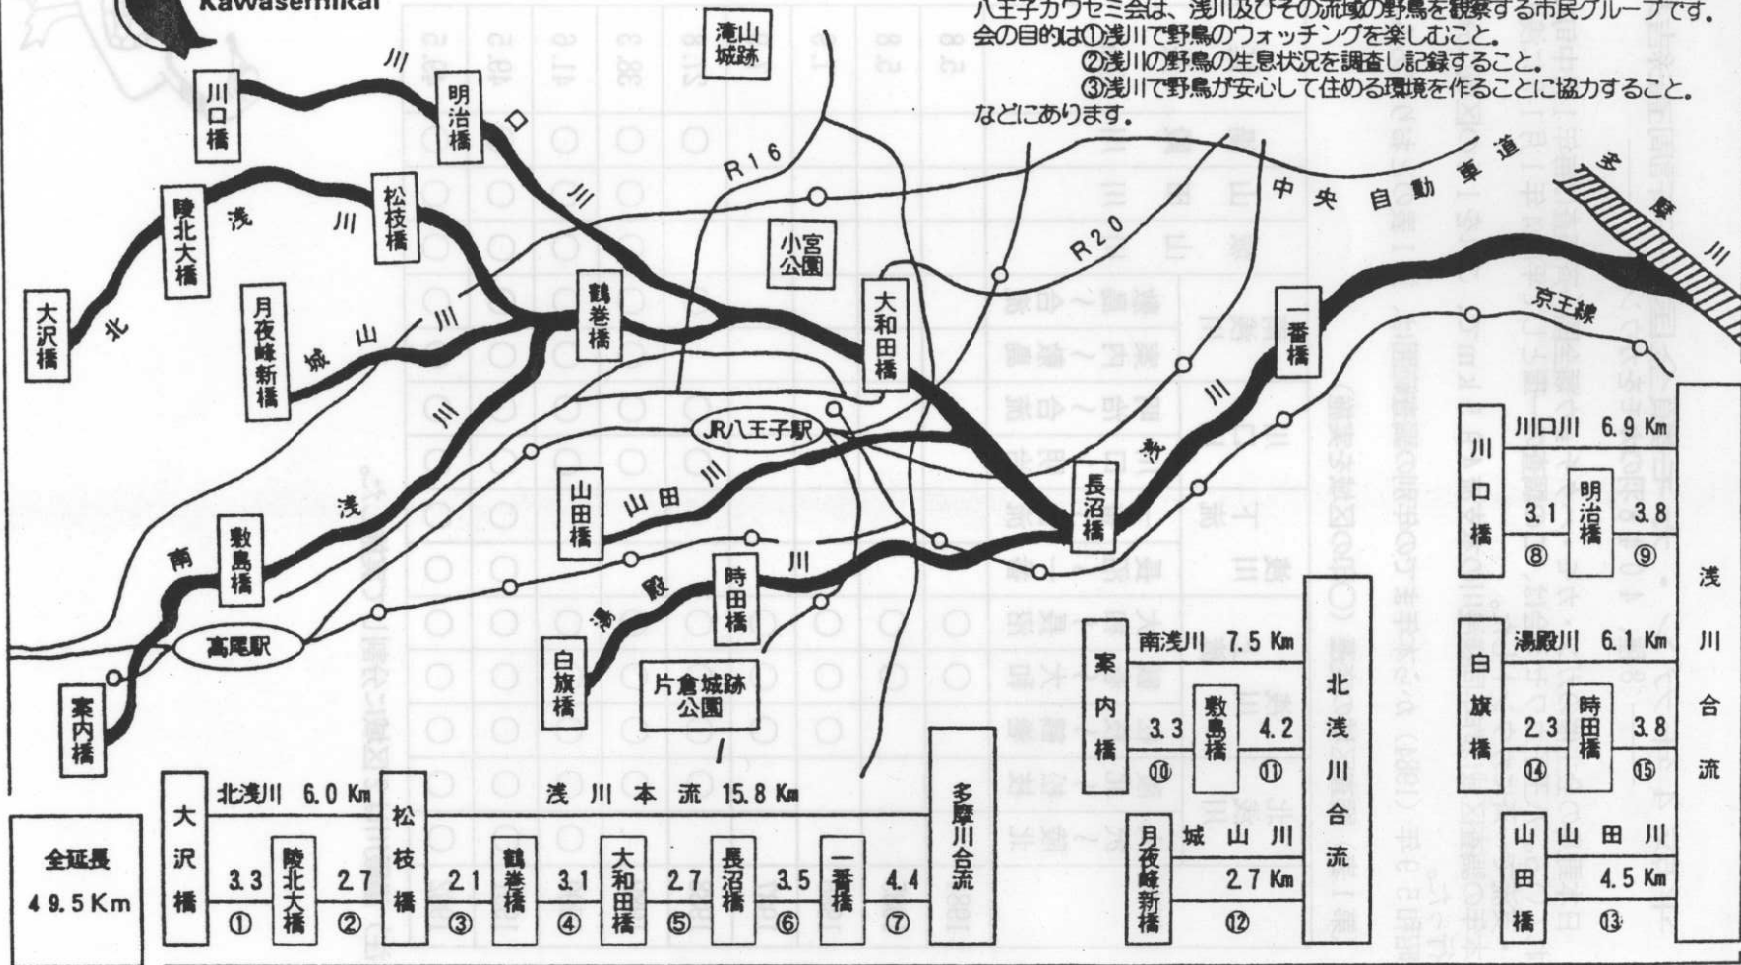 Kawasemikai
八王子カワセミ会は、浅川及びその流域の野鳥を観察する市民グループです。
会の目的は①浅川で野鳥のウォッチングを楽しむこと。
②浅川の野鳥の生息状況を調査し記録すること。
③浅川で野鳥が安心して住める環境を作ることに協力すること。
などにあります。
滝山
城跡
川口橋
川
明治橋
口
川
R16
中央自動車道
多摩川
陵北大橋
浅
川
松枝橋
小宮
公園
R20
大沢橋
北
月夜峰新橋
城山川
鶴巻橋
大和田橋
一番橋
京王線
川
浅
南
敷島橋
JR八王子駅
山田橋
山田川
長沼橋
浅
川
高尾駅
湯殿
川
時田橋
白旗橋
片倉城跡
公園
案内橋
川口橋
川口川 6.9 Km
3.1
明治橋
3.8
⑧
⑨
浅川合流
白旗橋
湯殿川 6.1 Km
2.3
時田橋
3.8
⑭
⑮
山田橋
山田川
4.5 Km
⑬
案内橋
南浅川 7.5 Km
3.3
敷島橋
4.2
⑩
⑪
北浅川合流
月夜峰新橋
城山川
2.7 Km
⑫
全延長
49.5Km
大沢橋
北浅川 6.0 Km
松枝橋
浅川本流 15.8 Km
多摩川合流
3.3
陵北大橋
2.7
2.1
鶴巻橋
3.1
大和田橋
2.7
長沼橋
3.5
一番橋
4.4
①
②
③
④
⑤
⑥
⑦